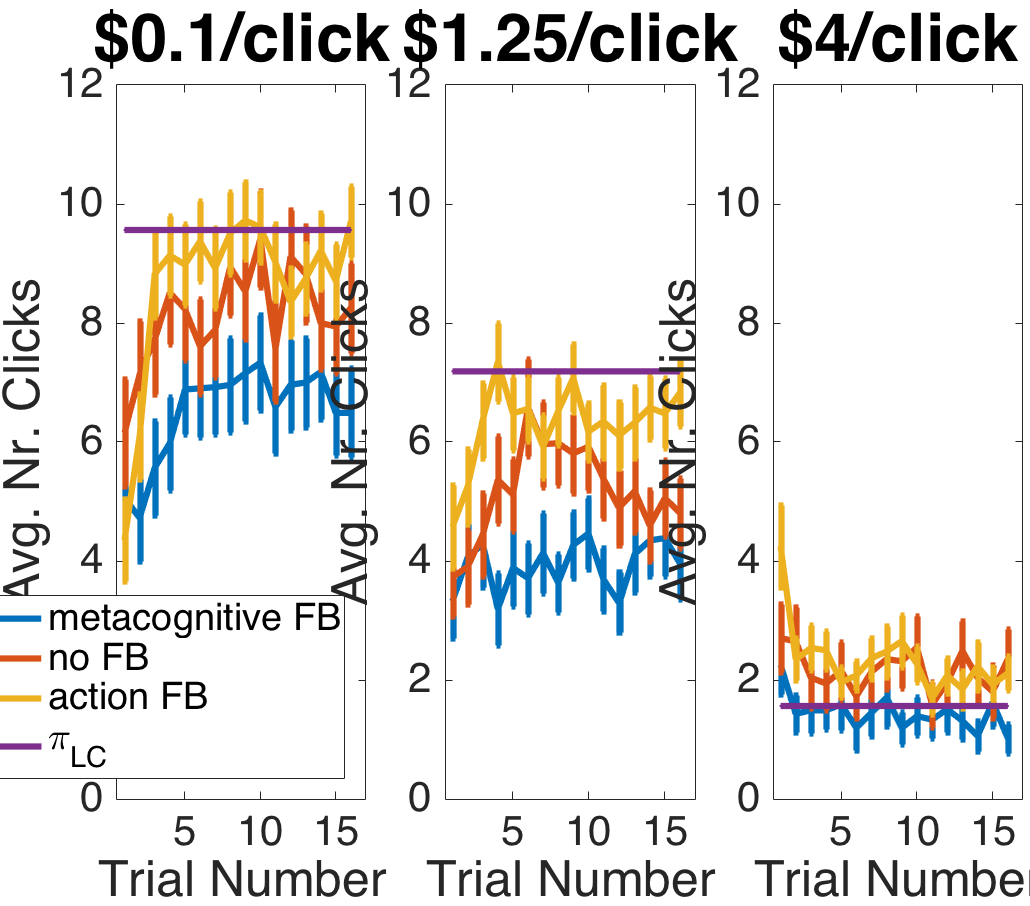 $0.1/click
$1.25/click
$4/click
12
10
8
6
4
2
0
Avg. Nr. Clicks
5 10 15
Trial Number
12
10
8
6
4
2
0
Avg. Nr. Clicks
5 10 15
Trial Number
12
10
8
6
4
2
0
Avg. Nr. Clicks
5 10 15
Trial Number
metacognitive FB
no FB
action FB
π_LC